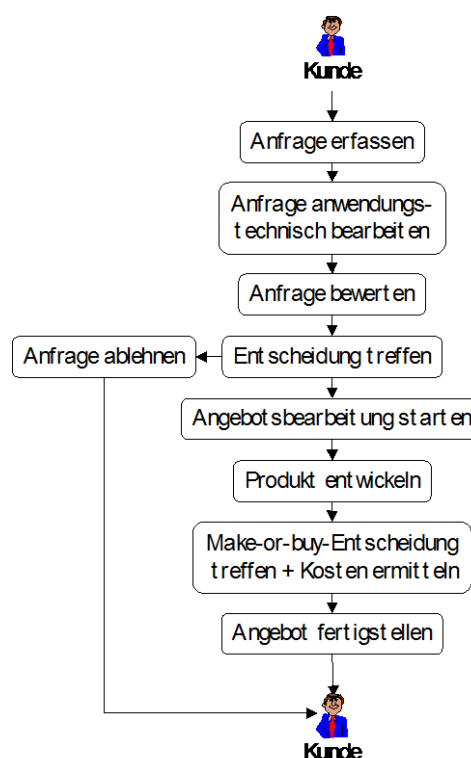 Kunde
Anfrage erfassen
Anfrage anwendungs-
technisch bearbeiten
Anfrage bewerten
Anfrage ablehnen
Entscheidung treffen
Angebotsbearbeitung starten
Produkt entwickeln
Make-or-buy-Entscheidung
treffen + Kosten ermitteln
Angebot fertigstellen
Kunde